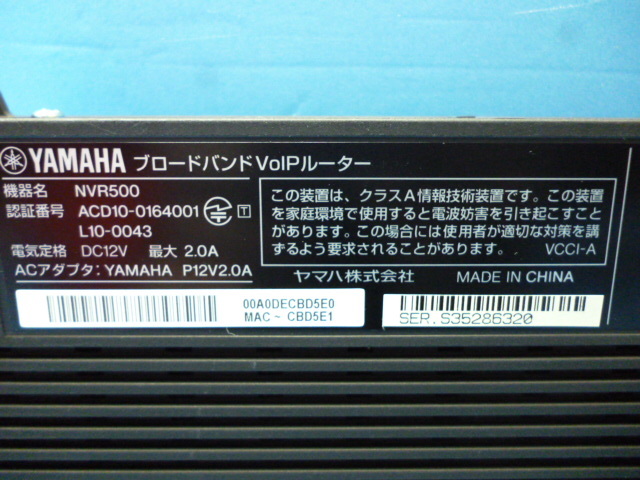 YAMAHA ブロードバンドVoIPルーター
機器名 NVR500
認証番号 ACD10-0164001 T
L10-0043
電気定格 DC12V 最大 2.0A
ACアダプタ: YAMAHA P12V2.0A
この装置は、クラスA情報技術装置です。この装置
を家庭環境で使用すると電波妨害を引き起こすこと
があります。この場合には使用者が適切な対策を講
ずるよう要求されることがあります。 VCCI-A
ヤマハ株式会社 MADE IN CHINA
00A0DECBD5E0
MAC ~ CBD5E1
SER.S35286320